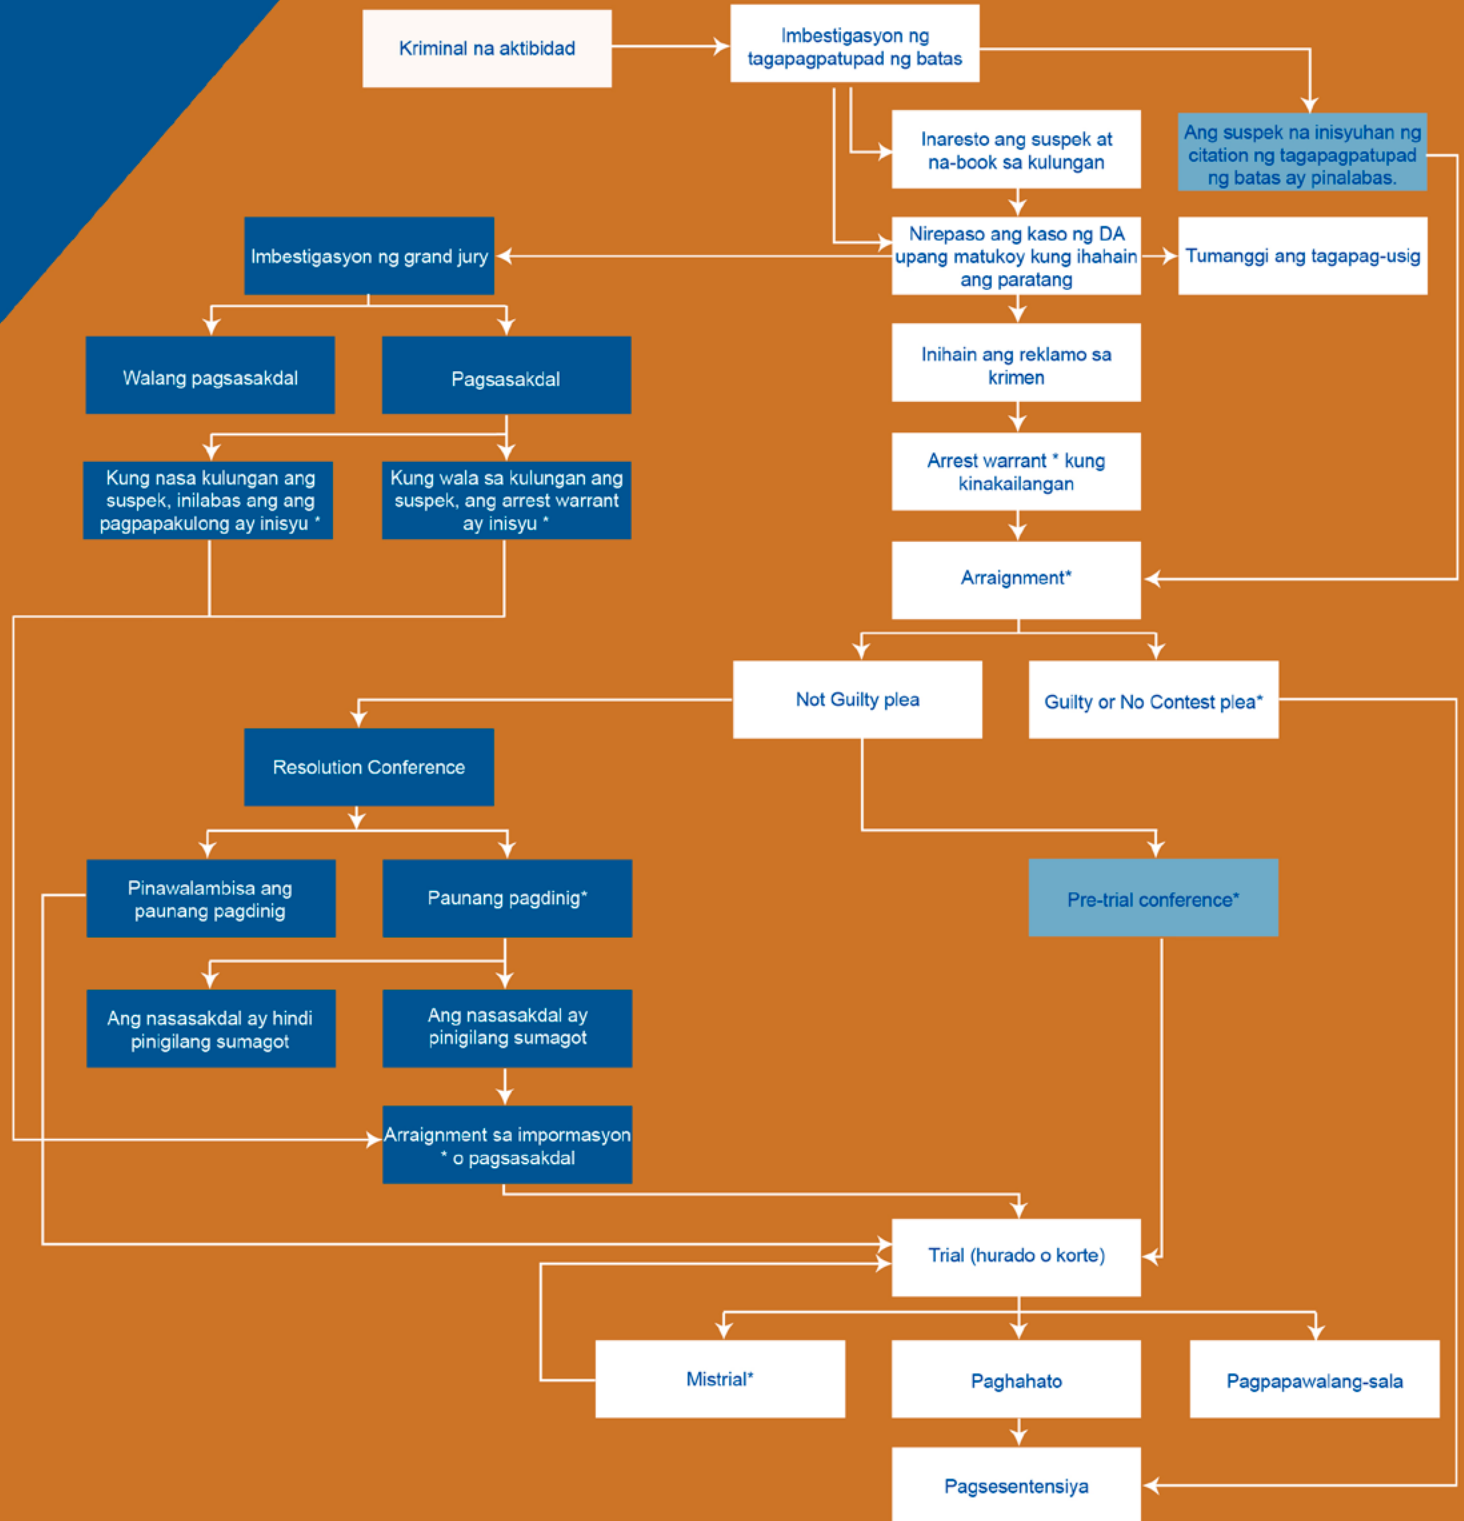 Kriminal na aktibidad
Imbestigasyon ng
tagapagpatupad ng batas
Inaresto ang suspek at
na-book sa kulungan
Ang suspek na inisyuhan ng
citation ng tagapagpatupad
ng batas ay pinalabas.
Imbestigasyon ng grand jury
Nirepaso ang kaso ng DA
upang matukoy kung ihahain
ang paratang
Tumanggi ang tagapag-usig
Walang pagsasakdal
Pagsasakdal
Inihain ang reklamo sa
krimen
Kung nasa kulungan ang
suspek, inilabas ang ang
pagpapakulong ay inisyu *
Kung wala sa kulungan ang
suspek, ang arrest warrant
ay inisyu *
Arrest warrant * kung
kinakailangan
Arraignment*
Not Guilty plea
Guilty or No Contest plea*
Resolution Conference
Pinawalambisa ang
paunang pagdinig
Paunang pagdinig*
Pre-trial conference*
Ang nasasakdal ay hindi
pinigilang sumagot
Ang nasasakdal ay
pinigilang sumagot
Arraignment sa impormasyon
* o pagsasakdal
Trial (hurado o korte)
Mistrial*
Paghahato
Pagpapawalang-sala
Pagsesentensiya